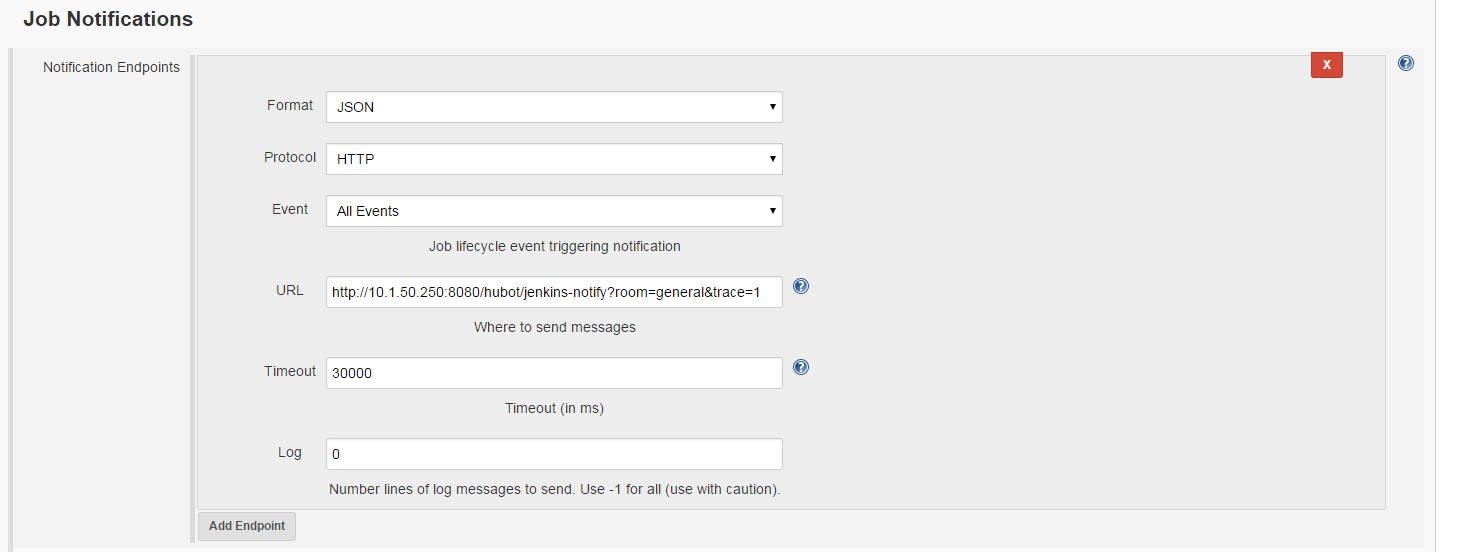 Job Notifications
Notification Endpoints
X
?
Format
JSON
Protocol
HTTP
Event
All Events
Job lifecycle event triggering notification
URL
http://10.1.50.250:8080/hubot/jenkins-notify?room=general&trace=1
?
Where to send messages
Timeout
30000
?
Timeout (in ms)
Log
0
Number lines of log messages to send. Use -1 for all (use with caution).
Add Endpoint